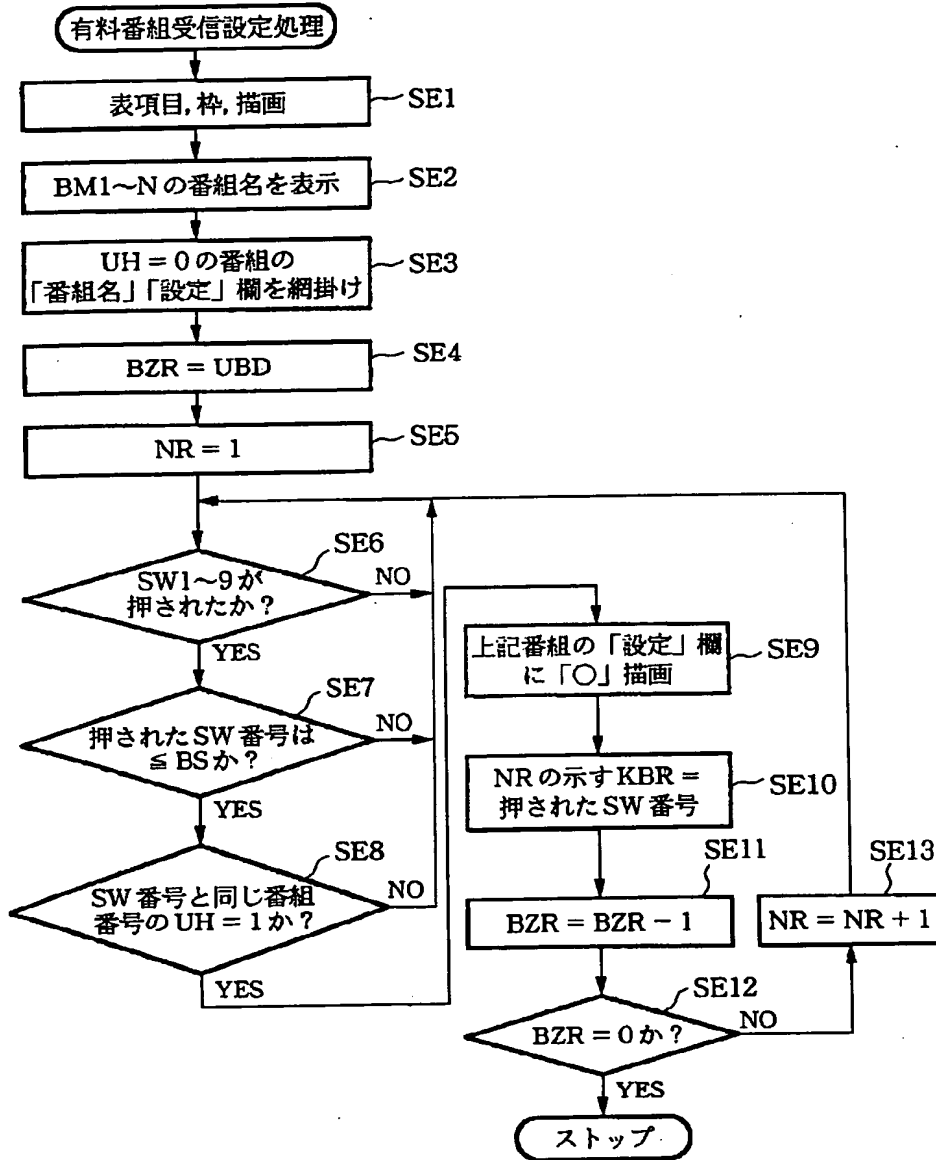 有料番組受信設定処理
表項目,枠,描画
SE1
BM1～Nの番組名を表示
SE2
UH=0の番組の
「番組名」「設定」欄を網掛け
SE3
BZR = UBD
SE4
NR = 1
SE5
SW1～9が
押されたか?
SE6
NO
YES
押されたSW番号は
≦BSか?
SE7
NO
YES
SW番号と同じ番組
番号のUH=1か?
SE8
NO
YES
上記番組の「設定」欄
に「○」描画
SE9
NRの示すKBR=
押されたSW番号
SE10
BZR = BZR − 1
SE11
BZR=0か?
SE12
NO
YES
NR = NR + 1
SE13
ストップ